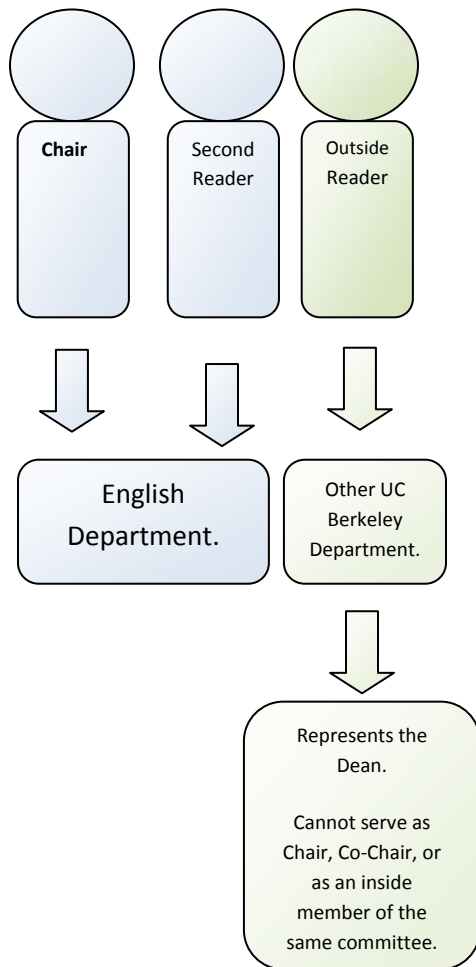 Chair
Second
Reader
Outside
Reader
English
Department.
Other UC
Berkeley
Department.
Represents the
Dean.
Cannot serve as
Chair, Co-Chair, or
as an inside
member of the
same committee.